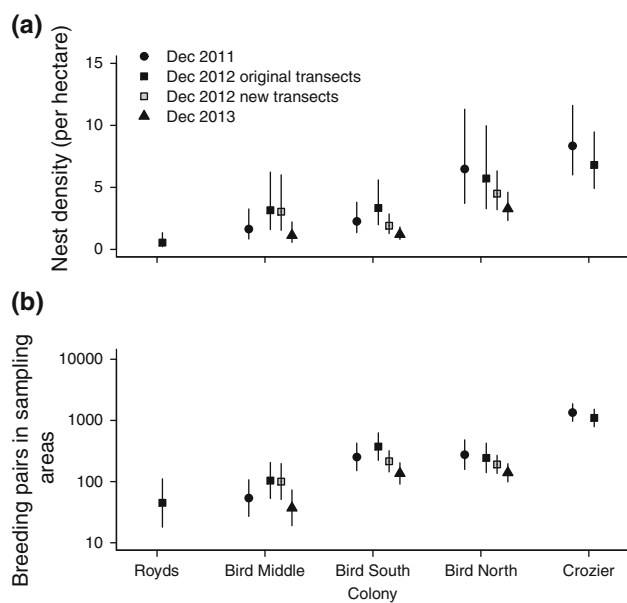 (a)
Dec 2011
Dec 2012 original transects
Dec 2012 new transects
Dec 2013
Nest density (per hectare)
15
10
5
0
(b)
Breeding pairs in sampling
areas
10000
1000
100
10
Royds Bird Middle Bird South Bird North Crozier
Colony